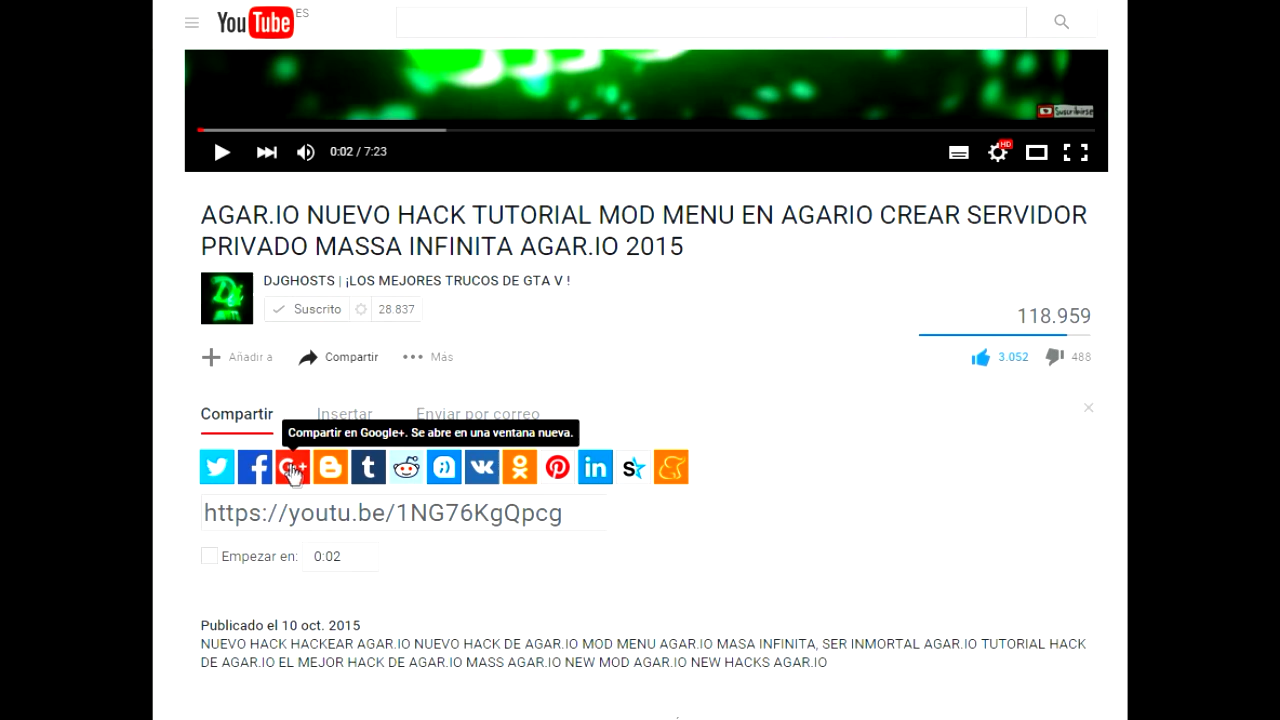 YouTube ES
Suscribirse
0:02 / 7:23
HD
AGAR.IO NUEVO HACK TUTORIAL MOD MENU EN AGARIO CREAR SERVIDOR
PRIVADO MASSA INFINITA AGAR.IO 2015
DJGHOSTS | ¡LOS MEJORES TRUCOS DE GTA V !
Suscrito 28.837
118.959
Añadir a Compartir Más 3.052 488
Compartir Insertar Enviar por correo
Compartir en Google+. Se abre en una ventana nueva.
https://youtu.be/1NG76KgQpcg
Empezar en: 0:02
Publicado el 10 oct. 2015
NUEVO HACK HACKEAR AGAR.IO NUEVO HACK DE AGAR.IO MOD MENU AGAR.IO MASA INFINITA, SER INMORTAL AGAR.IO TUTORIAL HACK
DE AGAR.IO EL MEJOR HACK DE AGAR.IO MASS AGAR.IO NEW MOD AGAR.IO NEW HACKS AGAR.IO